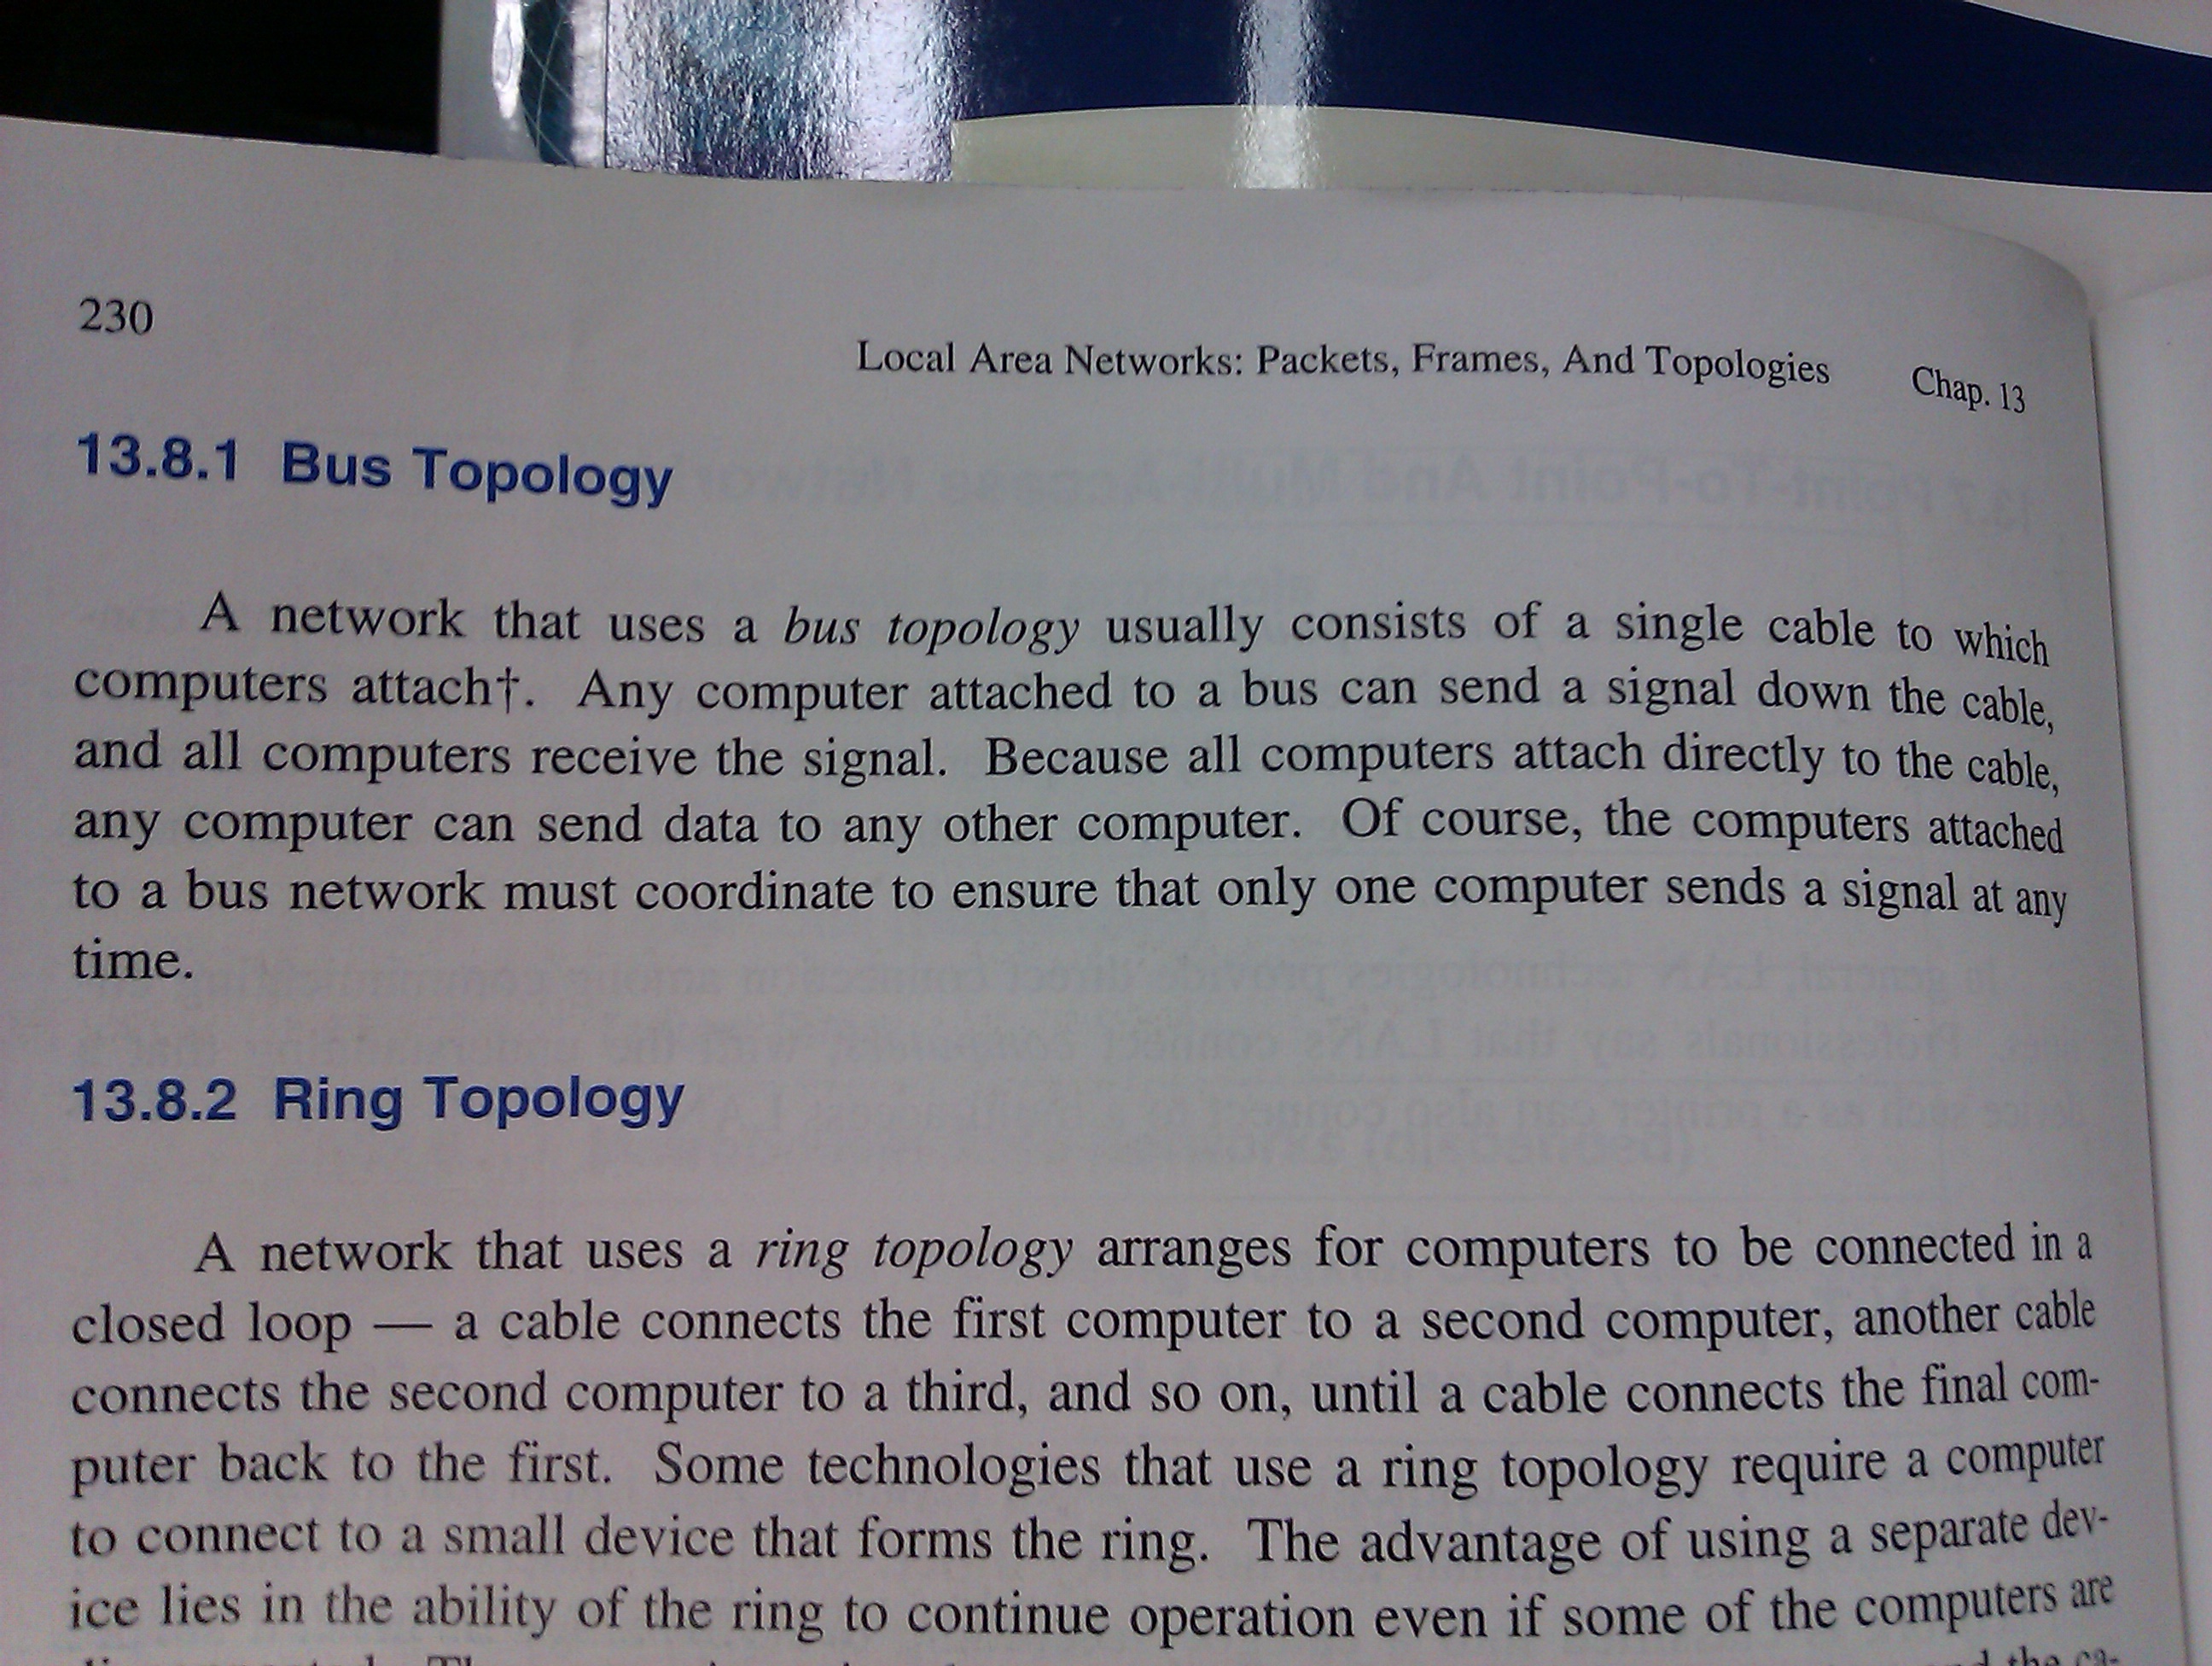 230
Local Area Networks: Packets, Frames, And Topologies Chap. 13
13.8.1 Bus Topology
A network that uses a bus topology usually consists of a single cable to which
computers attach†. Any computer attached to a bus can send a signal down the cable,
and all computers receive the signal. Because all computers attach directly to the cable,
any computer can send data to any other computer. Of course, the computers attached
to a bus network must coordinate to ensure that only one computer sends a signal at any
time.
13.8.2 Ring Topology
A network that uses a ring topology arranges for computers to be connected in a
closed loop — a cable connects the first computer to a second computer, another cable
connects the second computer to a third, and so on, until a cable connects the final com-
puter back to the first. Some technologies that use a ring topology require a computer
to connect to a small device that forms the ring. The advantage of using a separate dev-
ice lies in the ability of the ring to continue operation even if some of the computers are
the ca-